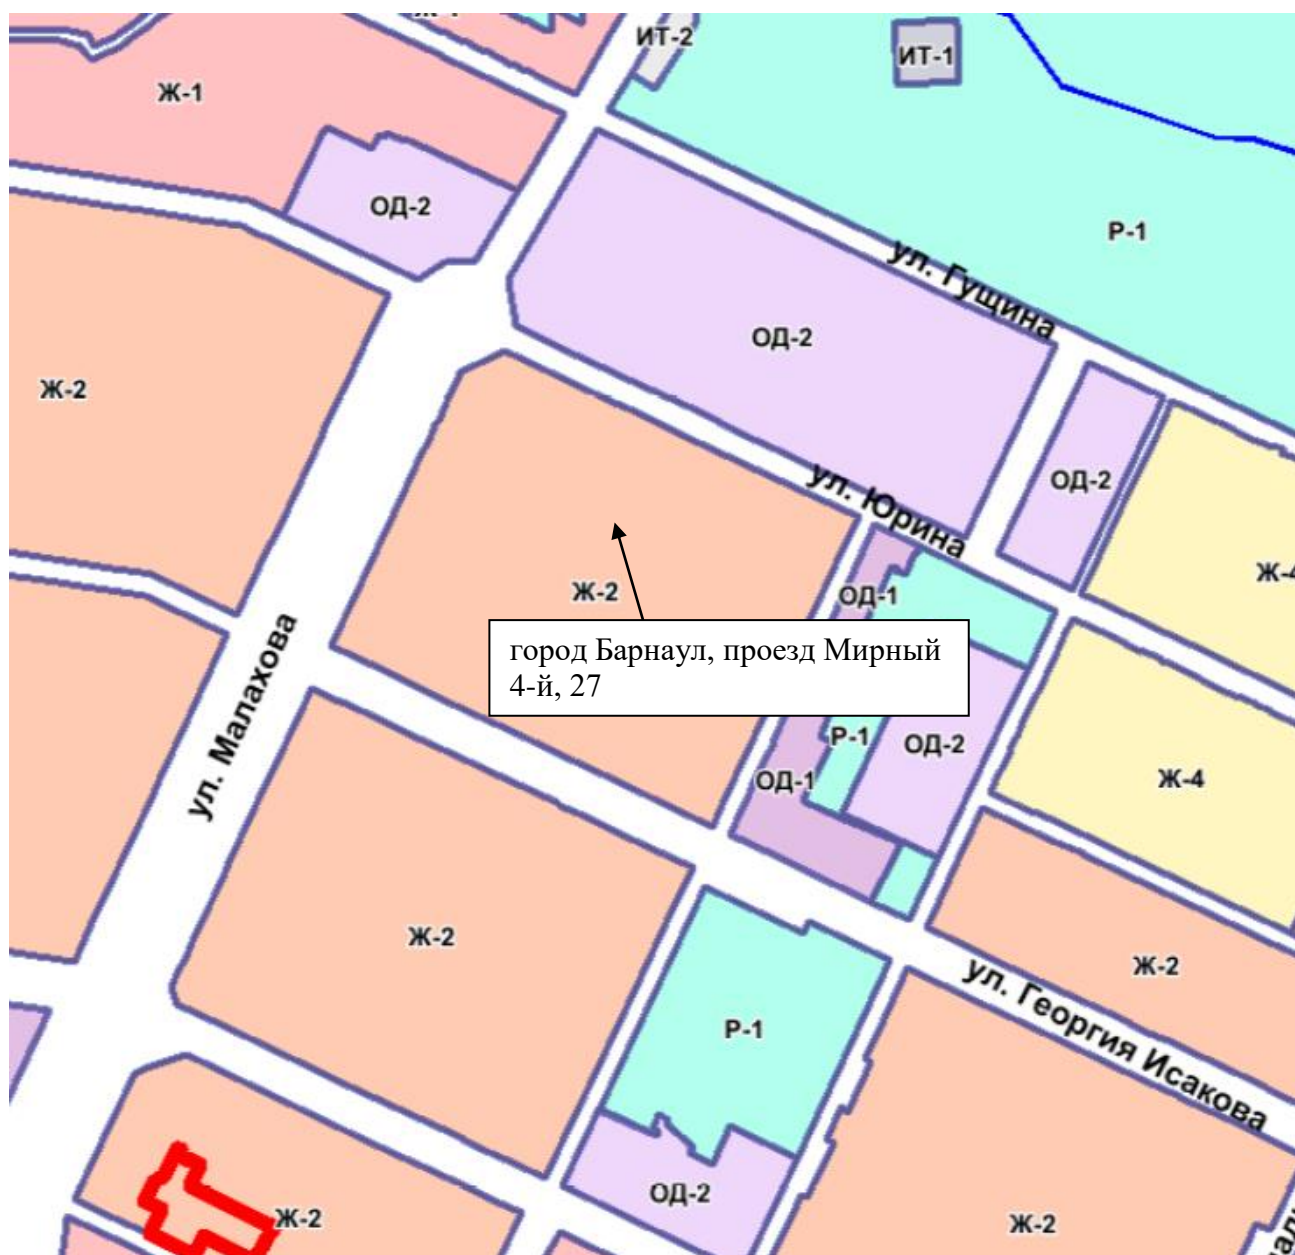 ИТ-2
ИТ-1
Ж-1
ОД-2
Р-1
ул. Гущина
ОД-2
Ж-2
ОД-2
ул. Юрина
Ж-2
ОД-1
город Барнаул, проезд Мирный
4-й, 27
ул. Малахова
Р-1
ОД-2
ОД-1
Ж-4
Ж-2
Ж-2
ул. Георгия Исакова
Р-1
ОД-2
Ж-2
Ж-2